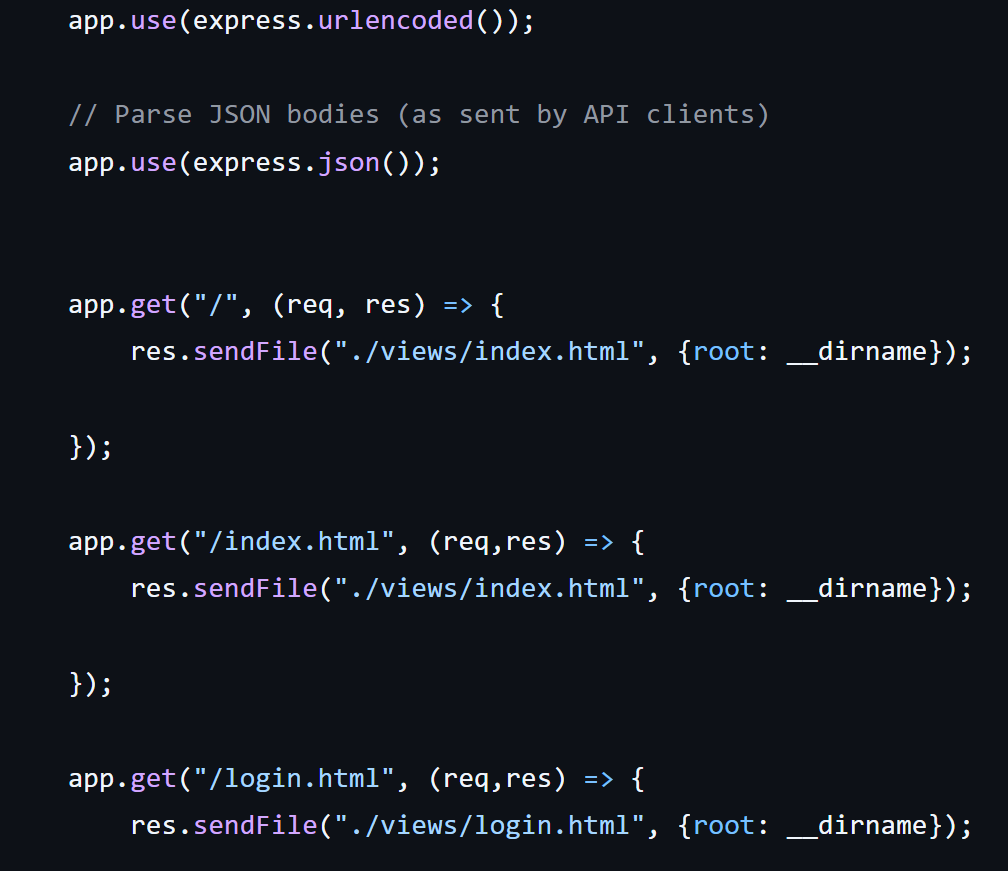 app.use(express.urlencoded());
// Parse JSON bodies (as sent by API clients)
app.use(express.json());
app.get("/", (req, res) => {
res.sendFile("./views/index.html", {root: __dirname});
});
app.get("/index.html", (req,res) => {
res.sendFile("./views/index.html", {root: __dirname});
});
app.get("/login.html", (req,res) => {
res.sendFile("./views/login.html", {root: __dirname});